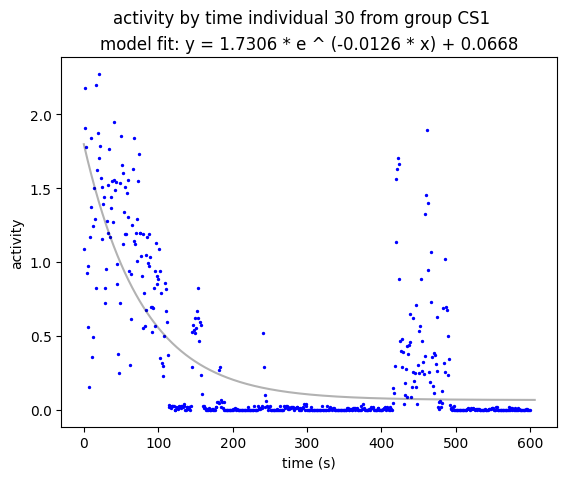 activity by time individual 30 from group CS1
model fit: y = 1.7306 * e ^ (-0.0126 * x) + 0.0668
2.0
1.5
1.0
0.5
0.0
activity
0 100 200 300 400 500 600
time (s)